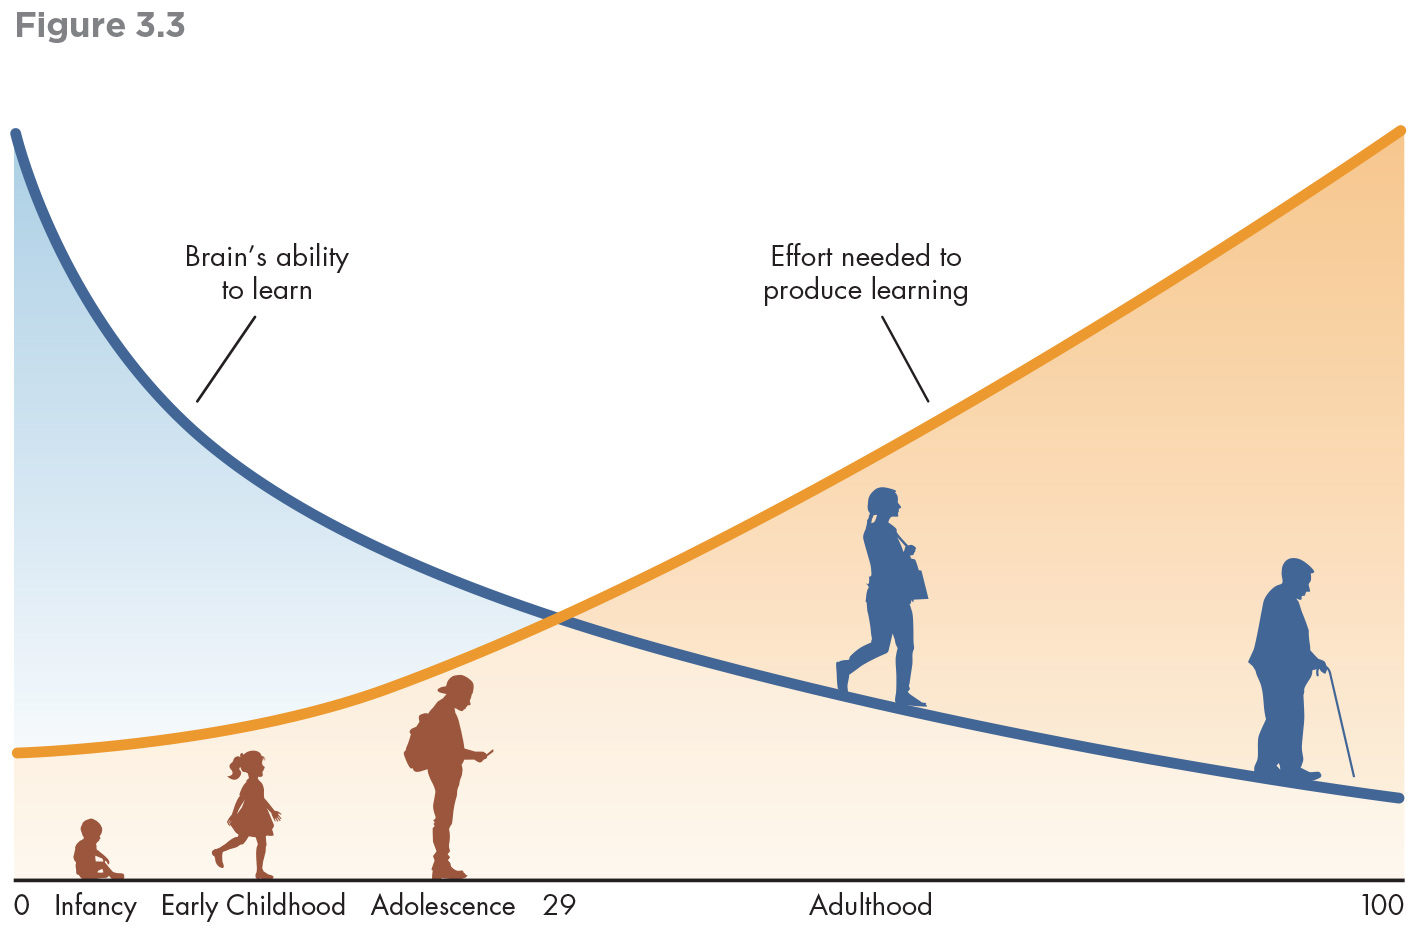 Figure 3.3
Brain's ability
to learn
Effort needed to
produce learning
0 Infancy Early Childhood Adolescence 29 Adulthood 100